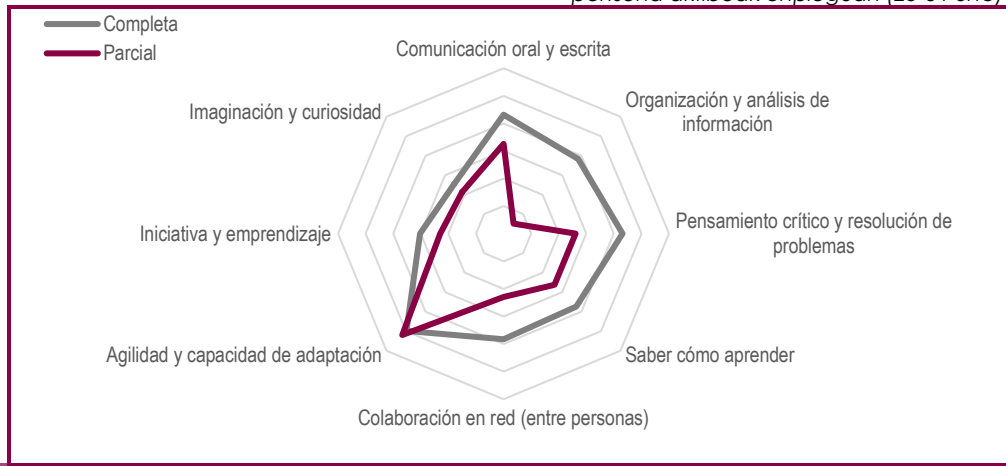 Completa
Parcial
Comunicación oral y escrita
Imaginación y curiosidad
Organización y análisis de
información
Iniciativa y emprendizaje
Pensamiento crítico y resolución de
problemas
Agilidad y capacidad de adaptación
Saber cómo aprender
Colaboración en red (entre personas)